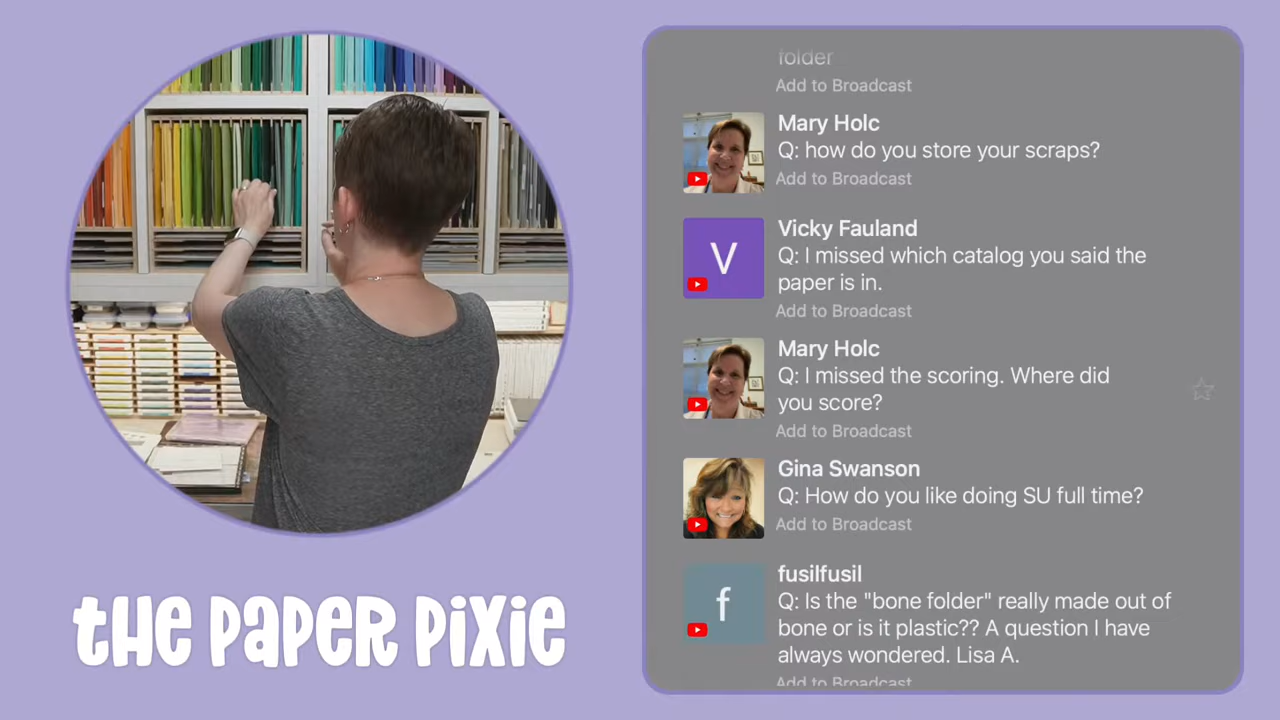 folder
Add to Broadcast
Mary Holc
Q: how do you store your scraps?
Add to Broadcast
V
Vicky Fauland
Q: I missed which catalog you said the
paper is in.
Add to Broadcast
Mary Holc
Q: I missed the scoring. Where did
you score?
Add to Broadcast
Gina Swanson
Q: How do you like doing SU full time?
Add to Broadcast
f
fusilfusil
Q: Is the "bone folder" really made out of
bone or is it plastic?? A question I have
always wondered. Lisa A.
Add to Broadcast
the paper pixie